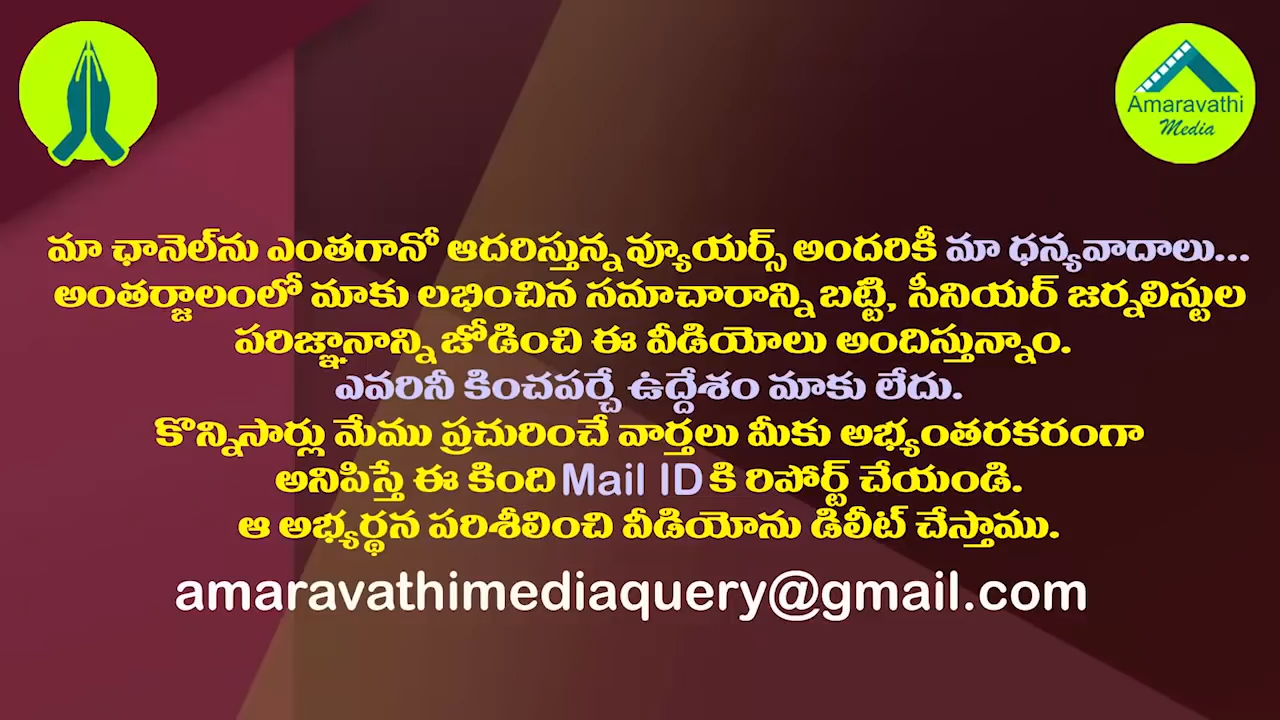 Amaravathi
Media
మా ఛానెల్‌ను ఎంతగానో ఆదరిస్తున్న వ్యూయర్స్ అందరికీ మా ధన్యవాదాలు...
అంతర్జాలంలో మాకు లభించిన సమాచారాన్ని బట్టి, సీనియర్ జర్నలిస్టుల
పరిజ్ఞానాన్ని జోడించి ఈ వీడియోలు అందిస్తున్నాం.
ఎవరినీ కించపర్చే ఉద్దేశం మాకు లేదు.
కొన్నిసార్లు మేము ప్రచురించే వార్తలు మీకు అభ్యంతరకరంగా
అనిపిస్తే ఈ కింది Mail ID కి రిపోర్ట్ చేయండి.
ఆ అభ్యర్థన పరిశీలించి వీడియోను డిలీట్ చేస్తాము.
amaravathimediaquery@gmail.com